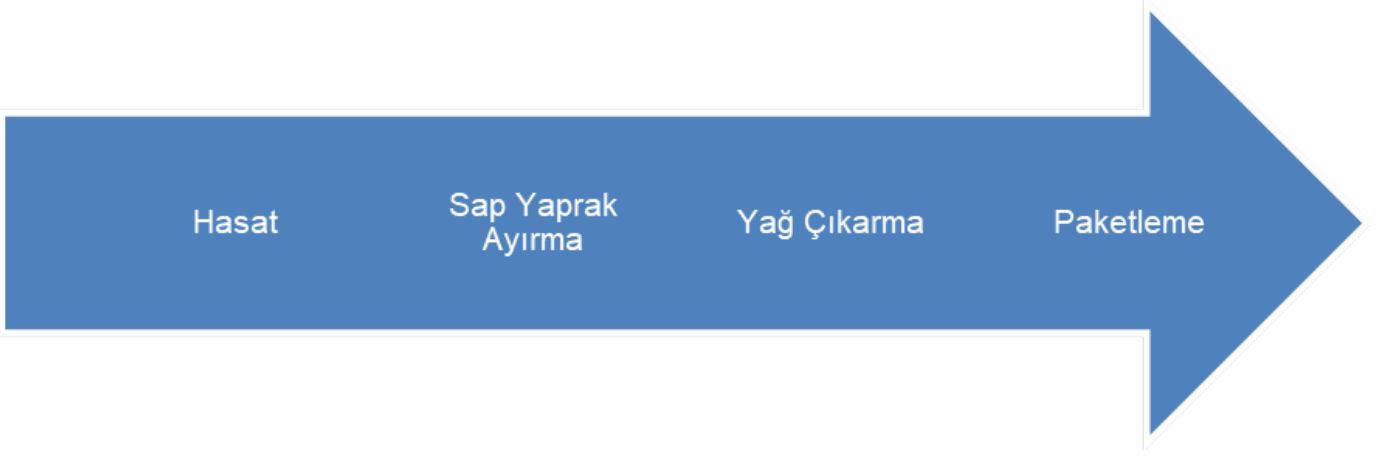 Hasat
Sap Yaprak
Ayırma
Yağ Çıkarma
Paketleme